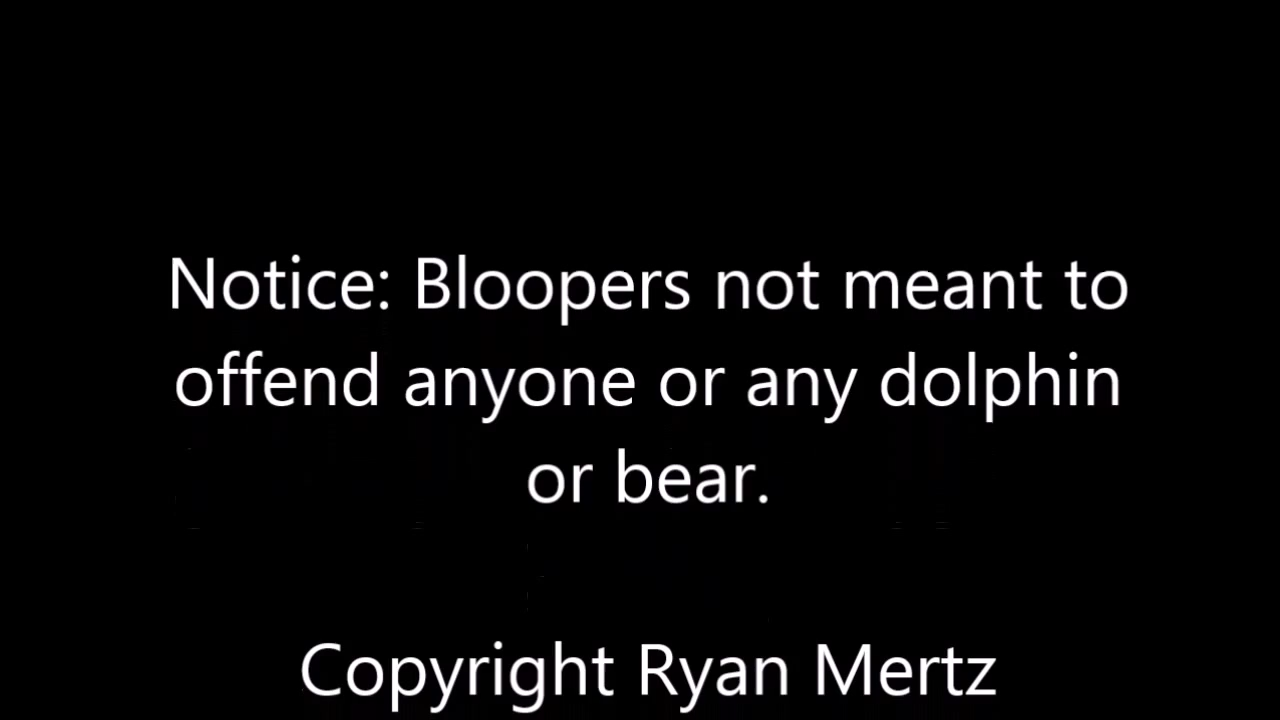 Notice: Bloopers not meant to
offend anyone or any dolphin
or bear.
Copyright Ryan Mertz